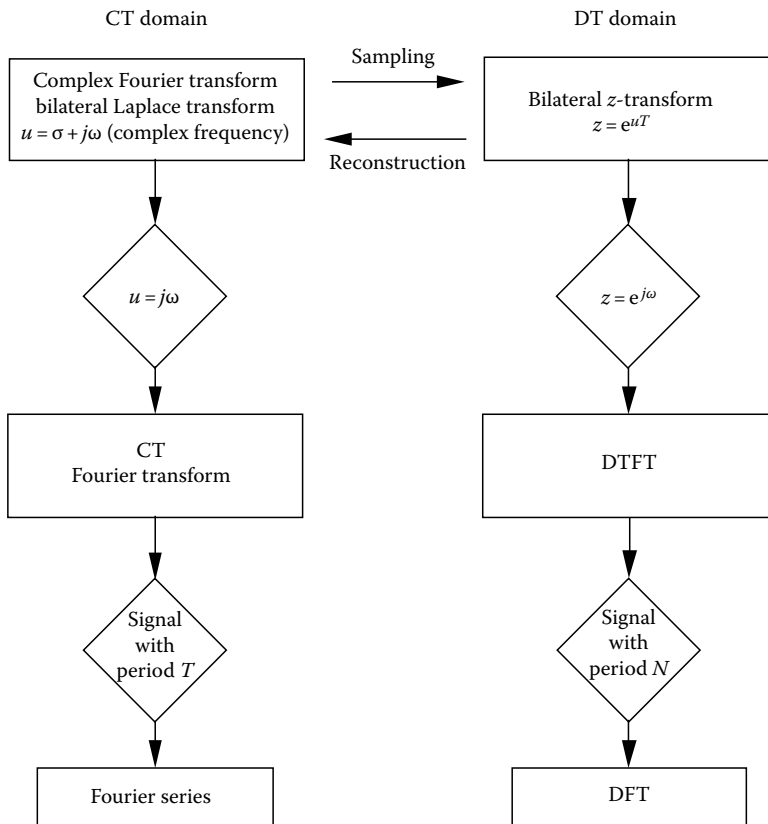 CT domain
DT domain
Complex Fourier transform
bilateral Laplace transform
u = σ + jω (complex frequency)
Sampling
Reconstruction
Bilateral z-transform
z = e^{uT}
u = jω
z = e^{jω}
CT
Fourier transform
DTFT
Signal
with
period T
Signal
with
period N
Fourier series
DFT